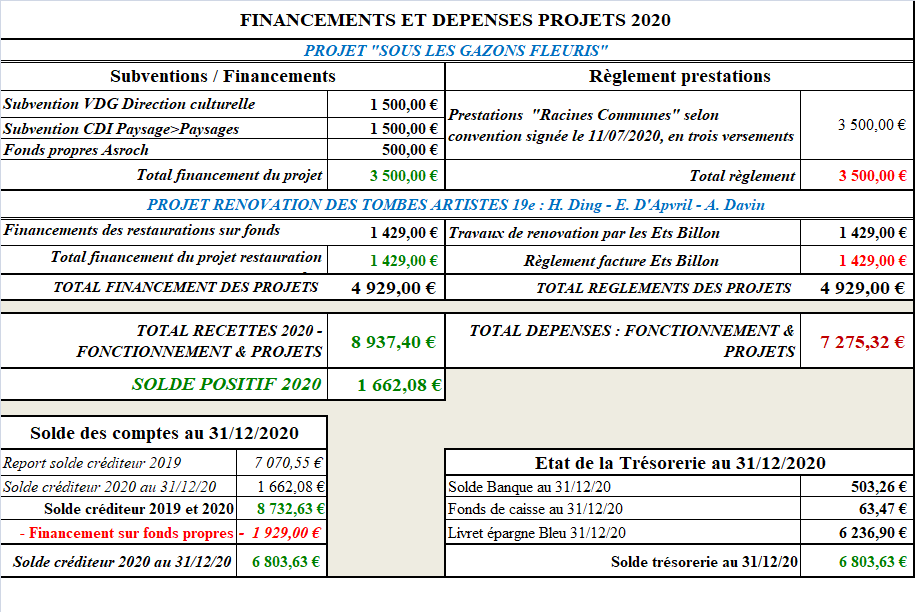 FINANCEMENTS ET DEPENSES PROJETS 2020
PROJET "SOUS LES GAZONS FLEURIS"
Subventions / Financements Règlement prestations
Subvention VDG Direction culturelle 1 500,00 €
Subvention CDI Paysage>Paysages 1 500,00 €
Fonds propres Asroch 500,00 €
Prestations "Racines Communes" selon
convention signée le 11/07/2020, en trois versements 3 500,00 €
Total financement du projet 3 500,00 € Total règlement 3 500,00 €
PROJET RENOVATION DES TOMBES ARTISTES 19e : H. Ding - E. D'Apvril - A. Davin
Financements des restaurations sur fonds 1 429,00 € Travaux de renovation par les Ets Billon 1 429,00 €
Total financement du projet restauration 1 429,00 € Règlement facture Ets Billon 1 429,00 €
TOTAL FINANCEMENT DES PROJETS 4 929,00 € TOTAL REGLEMENTS DES PROJETS 4 929,00 €
TOTAL RECETTES 2020 -
FONCTIONNEMENT & PROJETS 8 937,40 €
TOTAL DEPENSES : FONCTIONNEMENT &
PROJETS 7 275,32 €
SOLDE POSITIF 2020 1 662,08 €
Solde des comptes au 31/12/2020
Report solde créditeur 2019 7 070,55 €
Solde créditeur 2020 au 31/12/20 1 662,08 €
Solde créditeur 2019 et 2020 8 732,63 €
- Financement sur fonds propres - 1 929,00 €
Solde créditeur 2020 au 31/12/20 6 803,63 €
Etat de la Trésorerie au 31/12/2020
Solde Banque au 31/12/20 503,26 €
Fonds de caisse au 31/12/20 63,47 €
Livret épargne Bleu 31/12/20 6 236,90 €
Solde trésorerie au 31/12/20 6 803,63 €